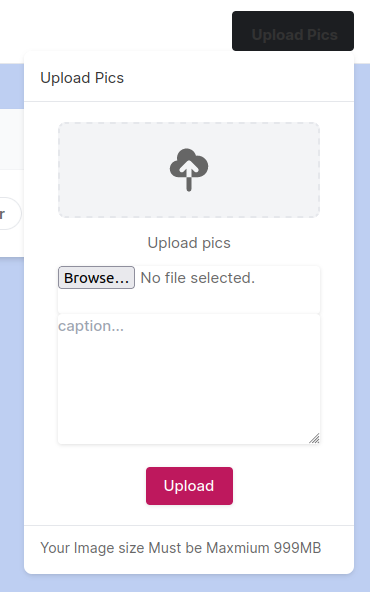 Upload Pics
Upload Pics
r
Upload pics
Browse... No file selected.
caption...
Upload
Your Image size Must be Maxmium 999MB